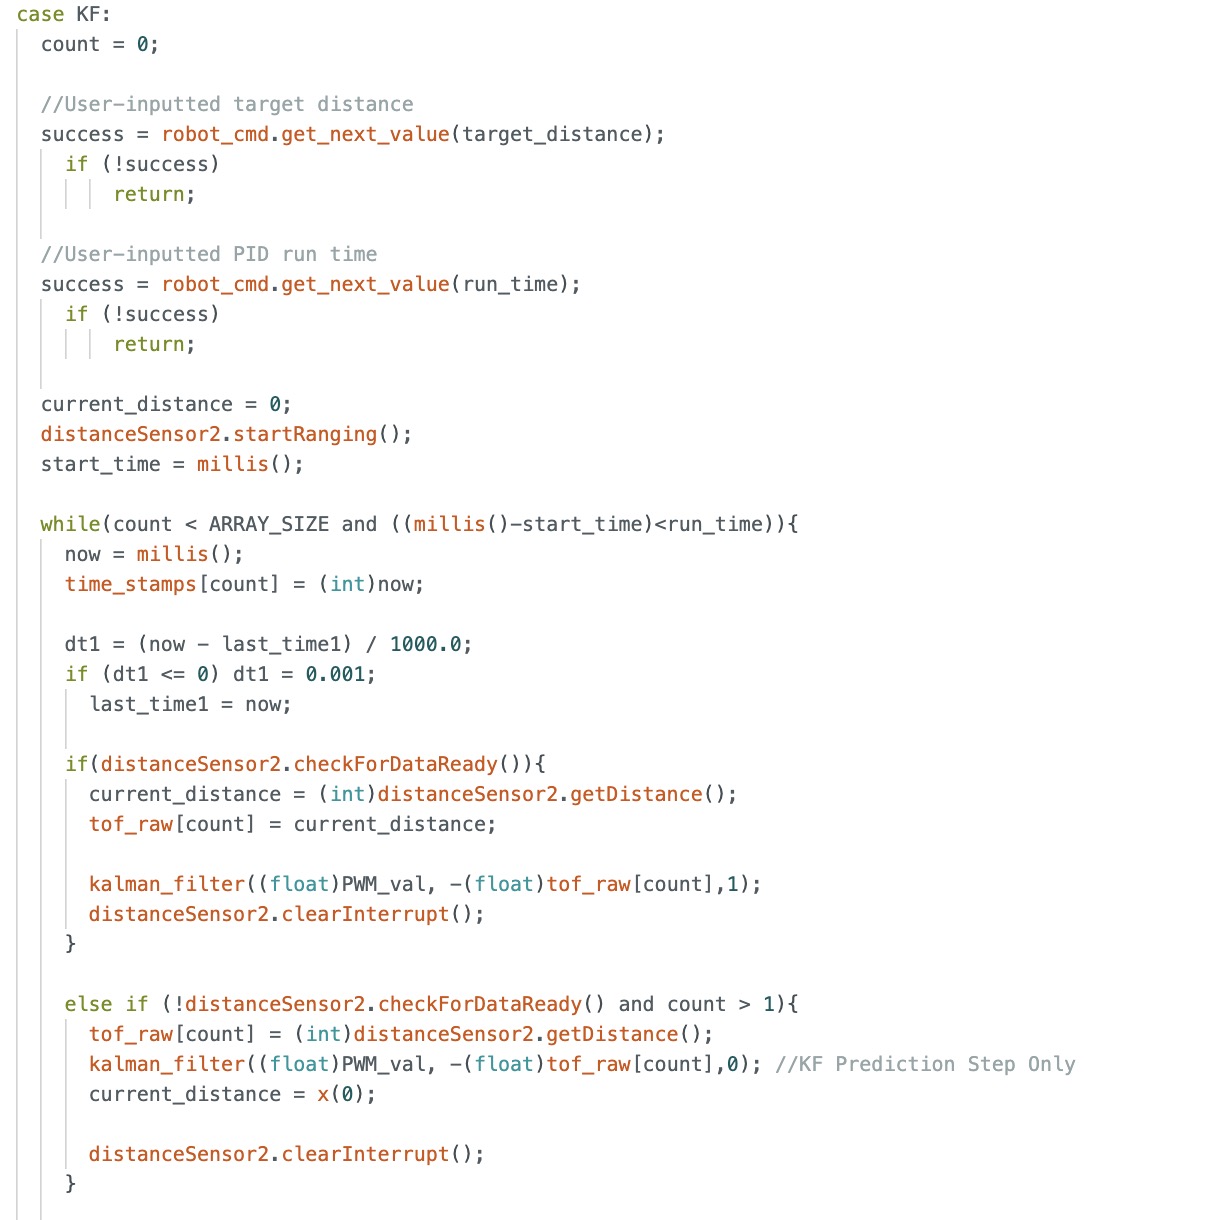 case KF:
count = 0;
//User-inputted target distance
success = robot_cmd.get_next_value(target_distance);
if (!success)
return;
//User-inputted PID run time
success = robot_cmd.get_next_value(run_time);
if (!success)
return;
current_distance = 0;
distanceSensor2.startRanging();
start_time = millis();
while(count < ARRAY_SIZE and ((millis()-start_time)<run_time)){
now = millis();
time_stamps[count] = (int)now;
dt1 = (now - last_time1) / 1000.0;
if (dt1 <= 0) dt1 = 0.001;
last_time1 = now;
if(distanceSensor2.checkForDataReady()){
current_distance = (int)distanceSensor2.getDistance();
tof_raw[count] = current_distance;
kalman_filter((float)PWM_val, -(float)tof_raw[count],1);
distanceSensor2.clearInterrupt();
}
else if (!distanceSensor2.checkForDataReady() and count > 1){
tof_raw[count] = (int)distanceSensor2.getDistance();
kalman_filter((float)PWM_val, -(float)tof_raw[count],0); //KF Prediction Step Only
current_distance = x(0);
distanceSensor2.clearInterrupt();
}